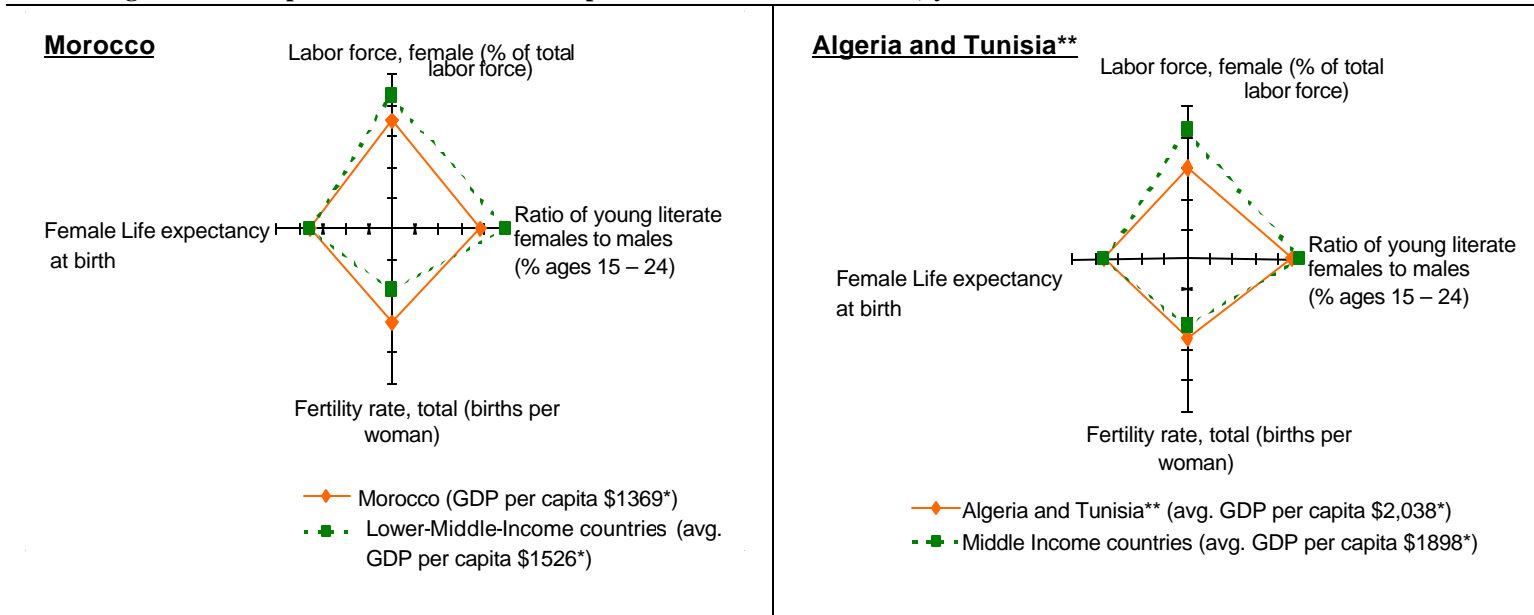 Morocco
Labor force, female (% of total
labor force)
Female Life expectancy
at birth
Ratio of young literate
females to males
(% ages 15 – 24)
Fertility rate, total (births per
woman)
Morocco (GDP per capita $1369*)
Lower-Middle-Income countries (avg.
GDP per capita $1526*)
Algeria and Tunisia**
Labor force, female (% of total
labor force)
Female Life expectancy
at birth
Ratio of young literate
females to males
(% ages 15 – 24)
Fertility rate, total (births per
woman)
Algeria and Tunisia** (avg. GDP per capita $2,038*)
Middle Income countries (avg. GDP per capita $1898*)